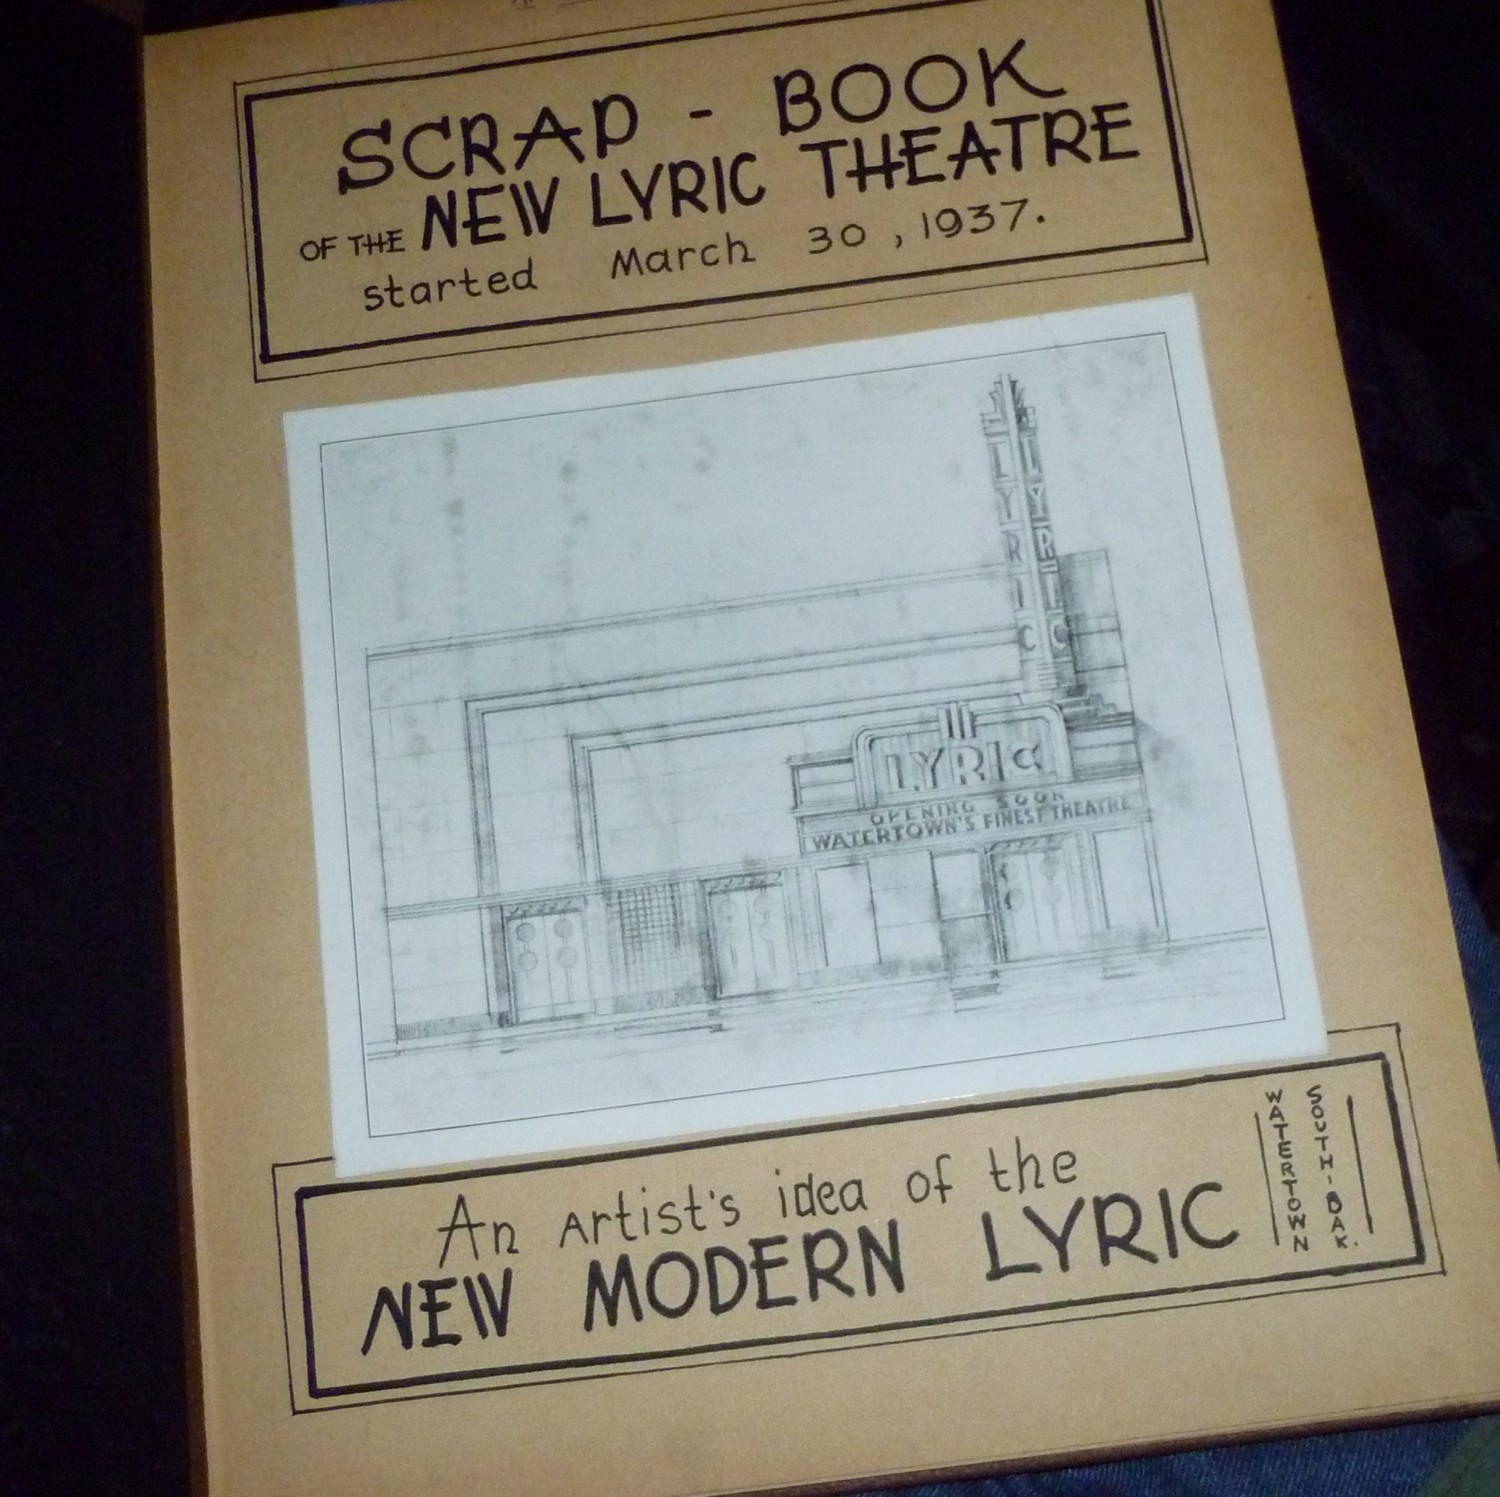 SCRAP - BOOK
OF THE NEW LYRIC THEATRE
started March 30, 1937.
LYRIC
LYRIC
LYRIC
OPENING SOON
WATERTOWN'S FINEST THEATRE
An Artist's idea of the
NEW MODERN LYRIC
WATERTOWN
SOUTH-DAK.